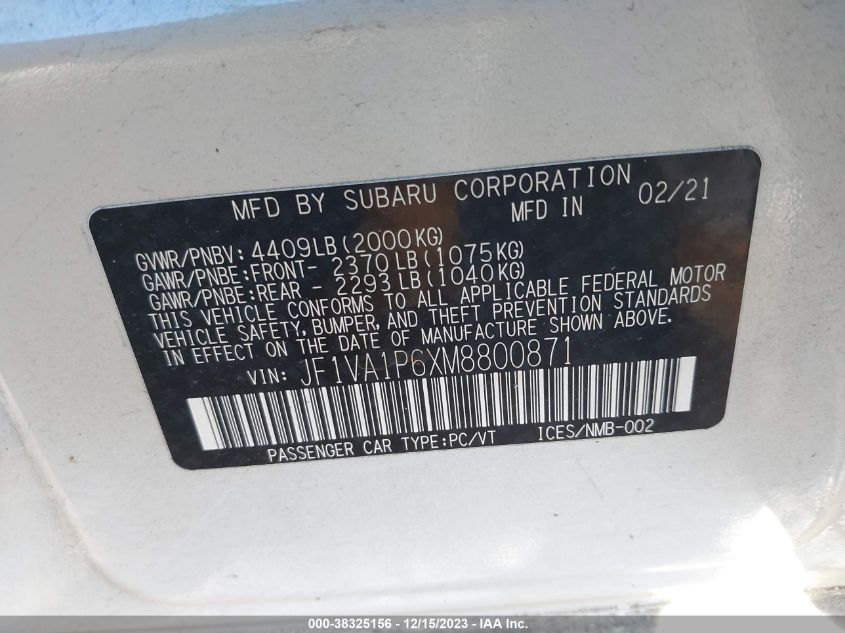 MFD BY SUBARU CORPORATION
MFD IN 02/21
GVWR/PNBV: 4409LB(2000KG)
GAWR/PNBE:FRONT- 2370LB(1075KG)
GAWR/PNBE:REAR - 2293LB(1040KG)
THIS VEHICLE CONFORMS TO ALL APPLICABLE FEDERAL MOTOR
VEHICLE SAFETY, BUMPER, AND THEFT PREVENTION STANDARDS
IN EFFECT ON THE DATE OF MANUFACTURE SHOWN ABOVE.
VIN: JF1VA1P6XM8800871
PASSENGER CAR TYPE:PC/VT ICES/NMB-002
000-38325156 - 12/15/2023 - IAA Inc.